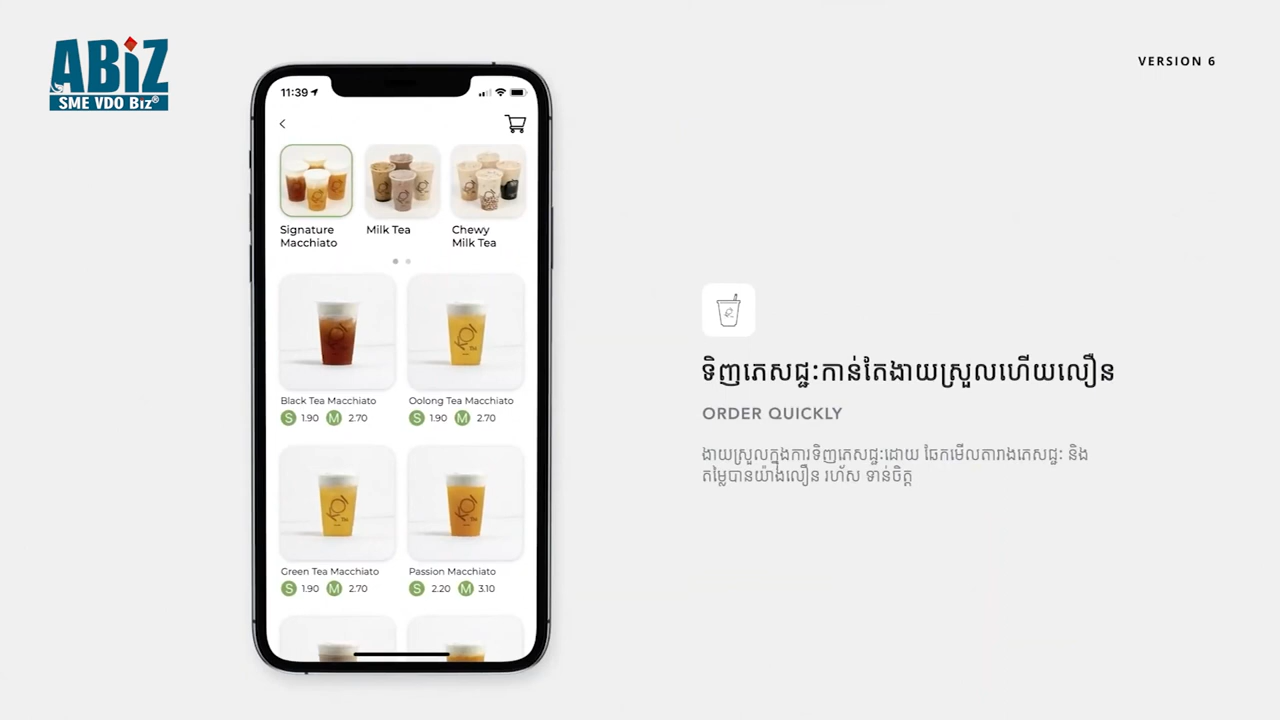 ABiZ
SME VDO Biz®
VERSION 6
11:39
Signature
Macchiato
Milk Tea
Chewy
Milk Tea
Black Tea Macchiato
S 1.90 M 2.70
Oolong Tea Macchiato
S 1.90 M 2.70
Green Tea Macchiato
S 1.90 M 2.70
Passion Macchiato
S 2.20 M 3.10
ទិញភេសជ្ជៈកាន់តែងាយស្រួលហើយលឿន
ORDER QUICKLY
ងាយស្រួលក្នុងការទិញភេសជ្ជៈដោយ ឆែកមើលតារាងភេសជ្ជៈ និង
តម្លៃបានយ៉ាងលឿន រហ័ស ទាន់ចិត្ត